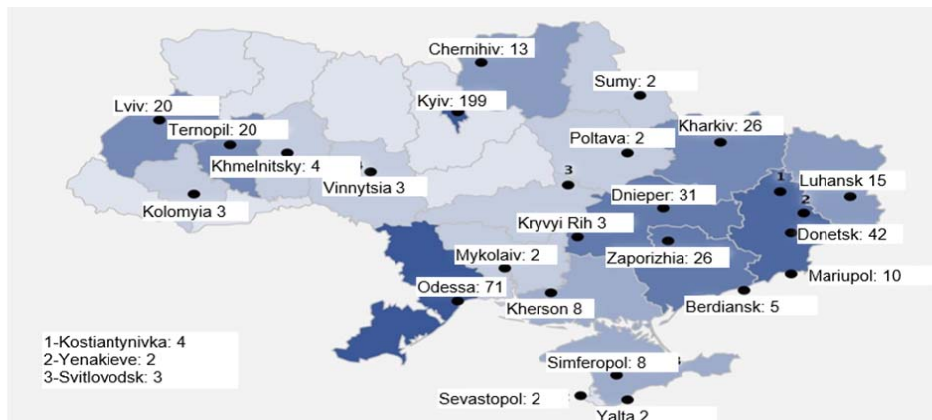 Chernihiv: 13
Sumy: 2
Lviv: 20
Kyiv: 199
Ternopil: 20
Kharkiv: 26
Poltava: 2
Khmelnitsky: 4
3
1
Vinnytsia 3
Luhansk 15
Dnieper: 31
2
Kolomyia 3
Kryvyi Rih 3
Donetsk: 42
Mykolaiv: 2
Zaporizhia: 26
Mariupol: 10
Odessa: 71
Kherson 8
Berdiansk: 5
1-Kostiantynivka: 4
2-Yenakieve: 2
3-Svitlovodsk: 3
Simferopol: 8
Sevastopol: 2
Yalta 2